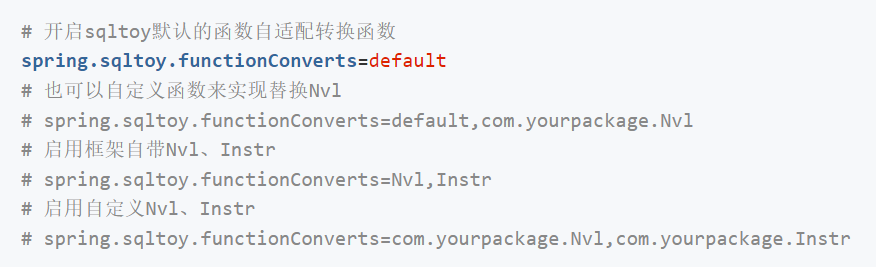 # 开启sqltoy默认的函数自适配转换函数
spring.sqltoy.functionConverts=default
# 也可以自定义函数来实现替换Nvl
# spring.sqltoy.functionConverts=default,com.yourpackage.Nvl
# 启用框架自带Nvl、Instr
# spring.sqltoy.functionConverts=Nvl,Instr
# 启用自定义Nvl、Instr
# spring.sqltoy.functionConverts=com.yourpackage.Nvl,com.yourpackage.Instr